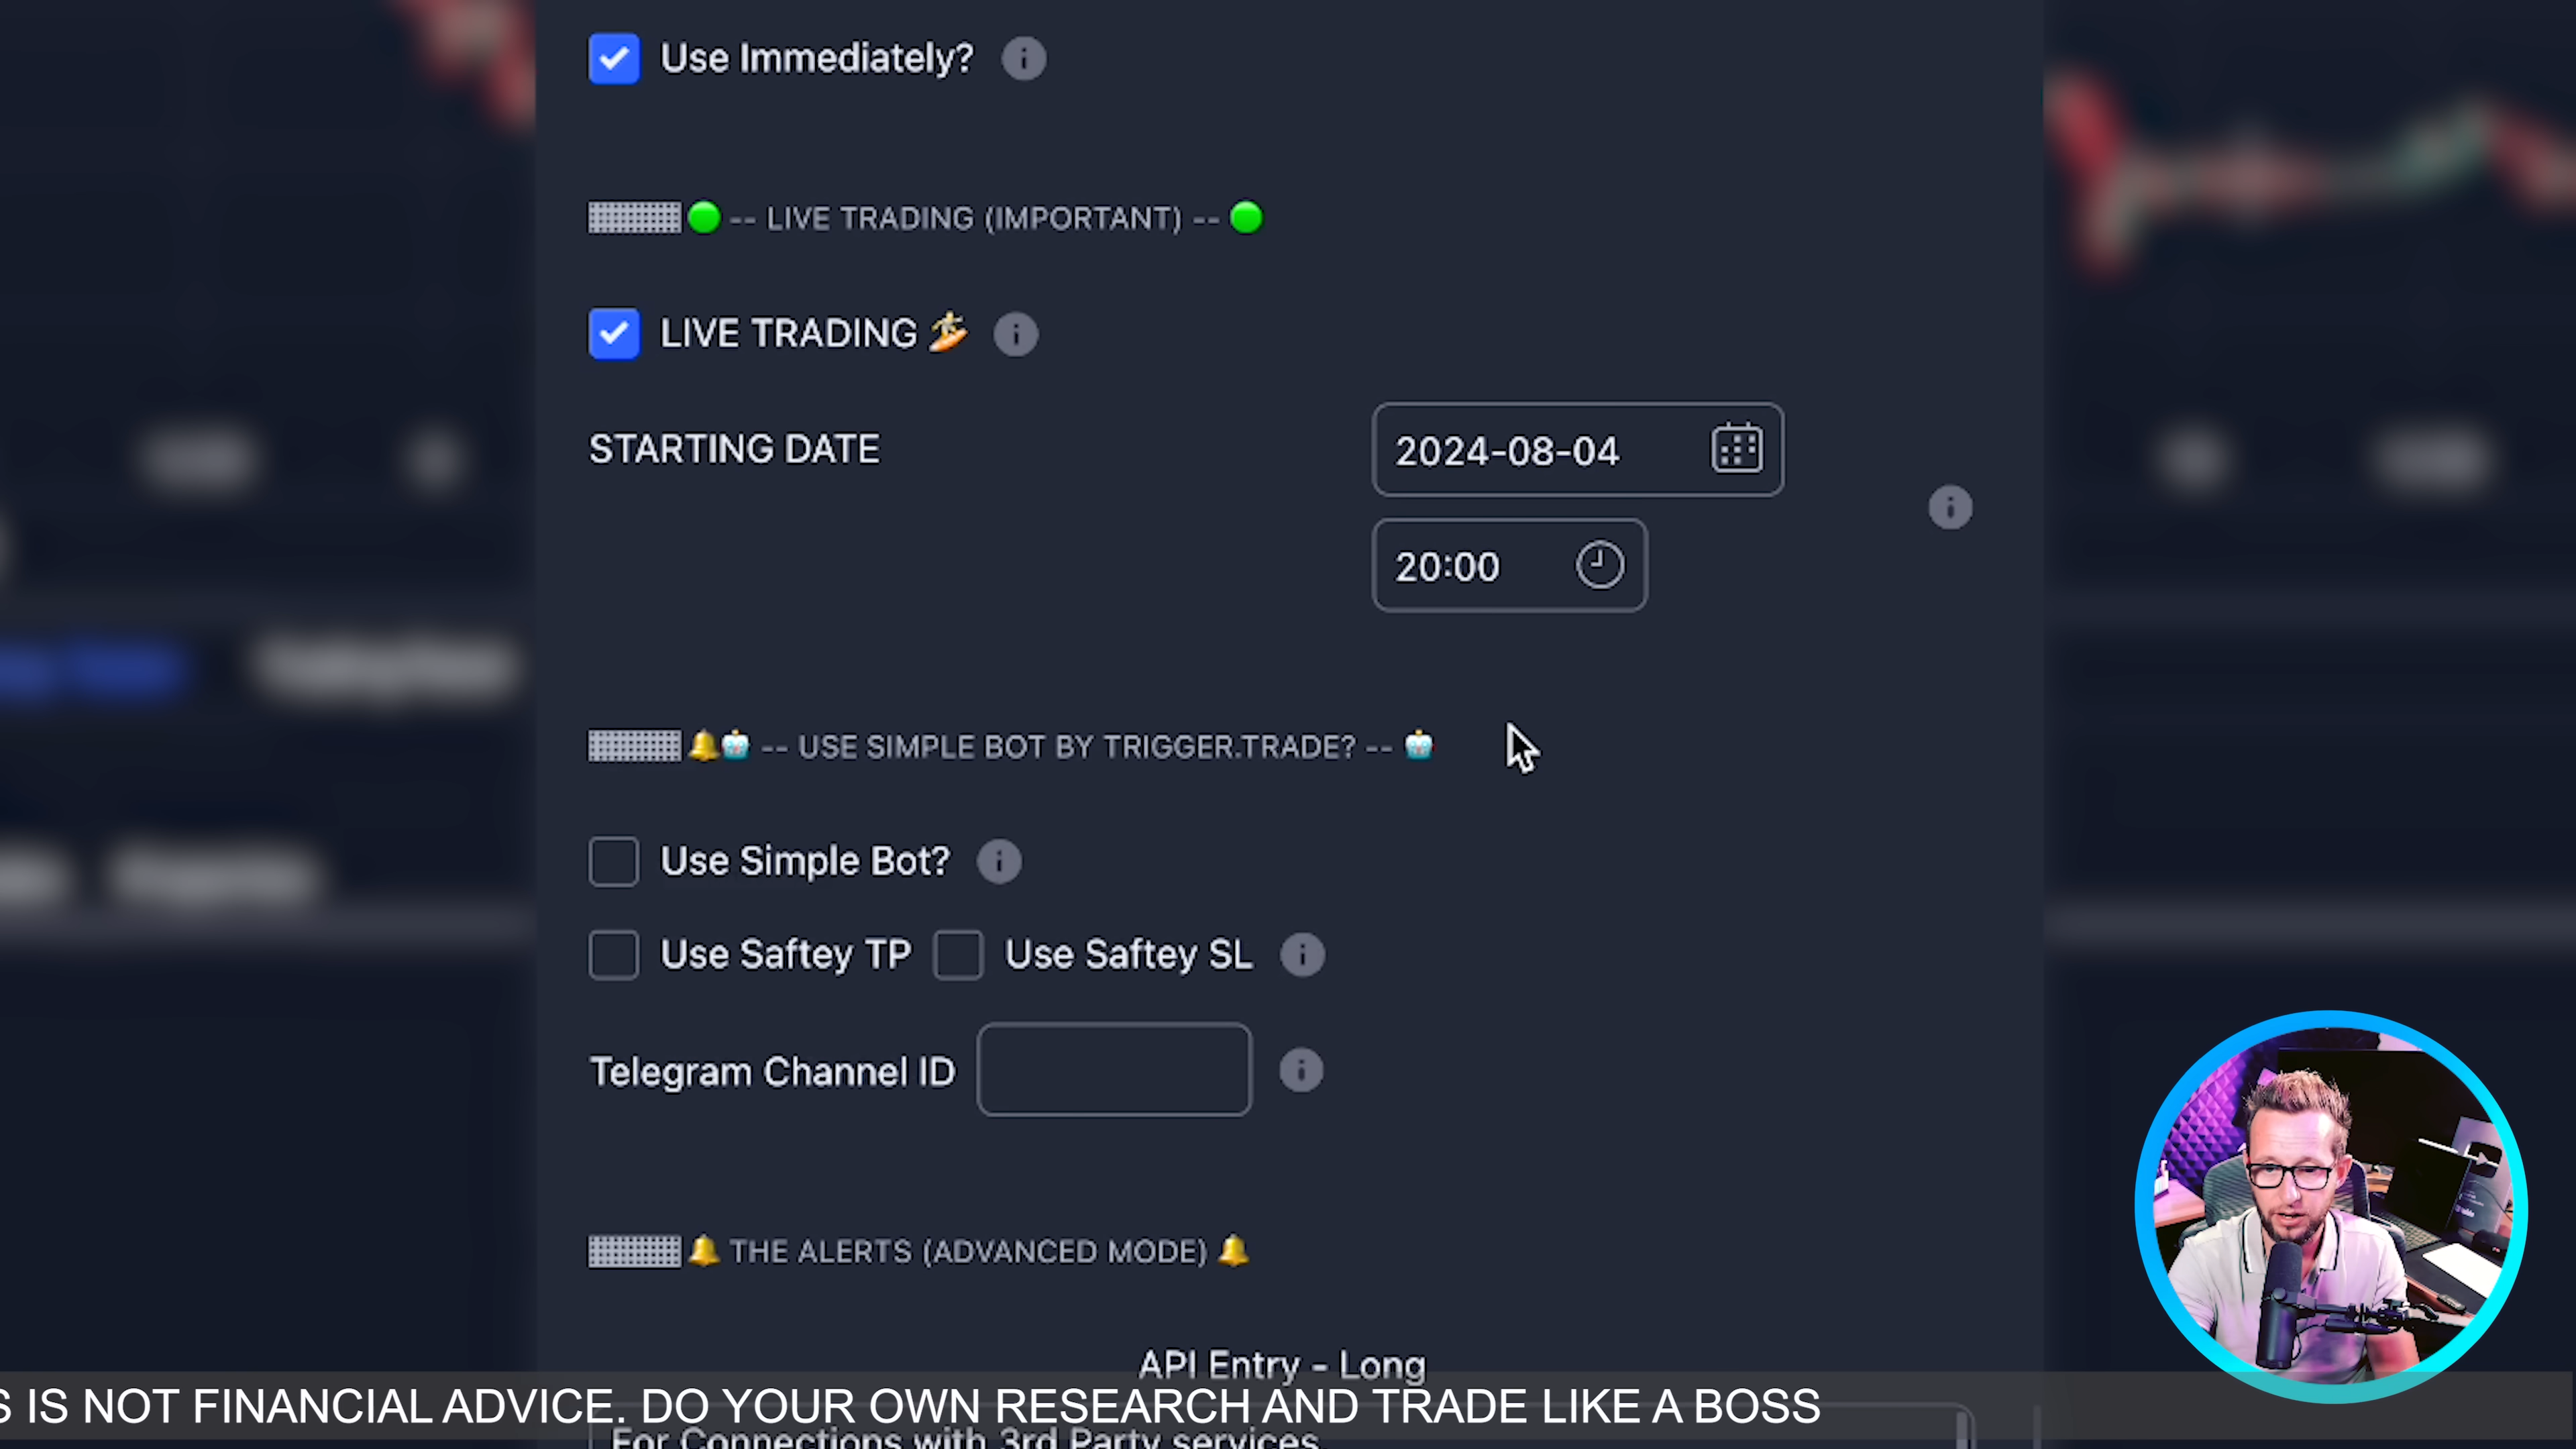 Use Immediately?
-- LIVE TRADING (IMPORTANT) --
LIVE TRADING
STARTING DATE
2024-08-04
20:00
-- USE SIMPLE BOT BY TRIGGER.TRADE? --
Use Simple Bot?
Use Saftey TP Use Saftey SL
Telegram Channel ID
THE ALERTS (ADVANCED MODE)
API Entry - Long
S IS NOT FINANCIAL ADVICE. DO YOUR OWN RESEARCH AND TRADE LIKE A BOSS
For Connections with 3rd Party services